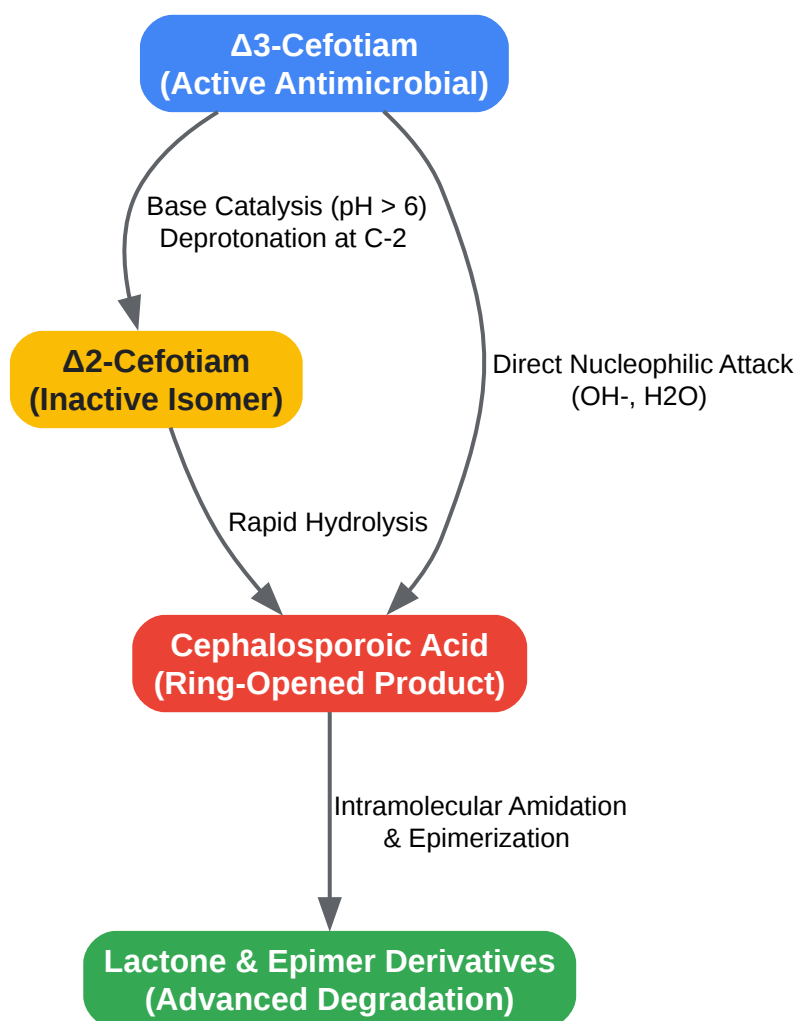 Δ3-Cefotiam
(Active Antimicrobial)
Base Catalysis (pH > 6)
Deprotonation at C-2
Δ2-Cefotiam
(Inactive Isomer)
Direct Nucleophilic Attack
(OH-, H2O)
Rapid Hydrolysis
Cephalosporoic Acid
(Ring-Opened Product)
Intramolecular Amidation
& Epimerization
Lactone & Epimer Derivatives
(Advanced Degradation)